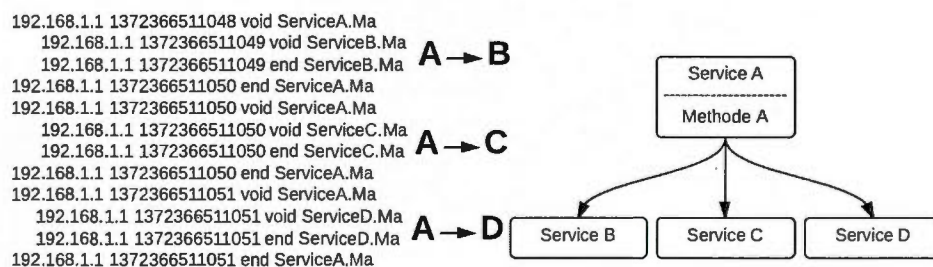 192.168.1.1 1372366511048 void ServiceA.Ma
192.168.1.1 1372366511049 void ServiceB.Ma
192.168.1.1 1372366511049 end ServiceB.Ma
192.168.1.1 1372366511050 end ServiceA.Ma
A → B
192.168.1.1 1372366511050 void ServiceA.Ma
192.168.1.1 1372366511050 void ServiceC.Ma
192.168.1.1 1372366511050 end ServiceC.Ma
192.168.1.1 1372366511050 end ServiceA.Ma
A → C
192.168.1.1 1372366511051 void ServiceA.Ma
192.168.1.1 1372366511051 void ServiceD.Ma
192.168.1.1 1372366511051 end ServiceD.Ma
192.168.1.1 1372366511051 end ServiceA.Ma
A → D
Service A
Methode A
Service B
Service C
Service D